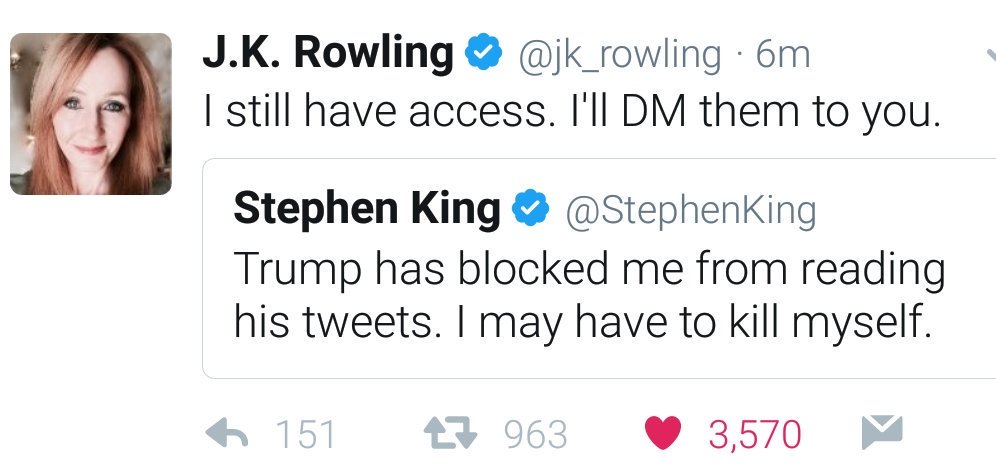 J.K. Rowling @jk_rowling · 6m
I still have access. I'll DM them to you.
Stephen King @StephenKing
Trump has blocked me from reading
his tweets. I may have to kill myself.
151 963 3,570